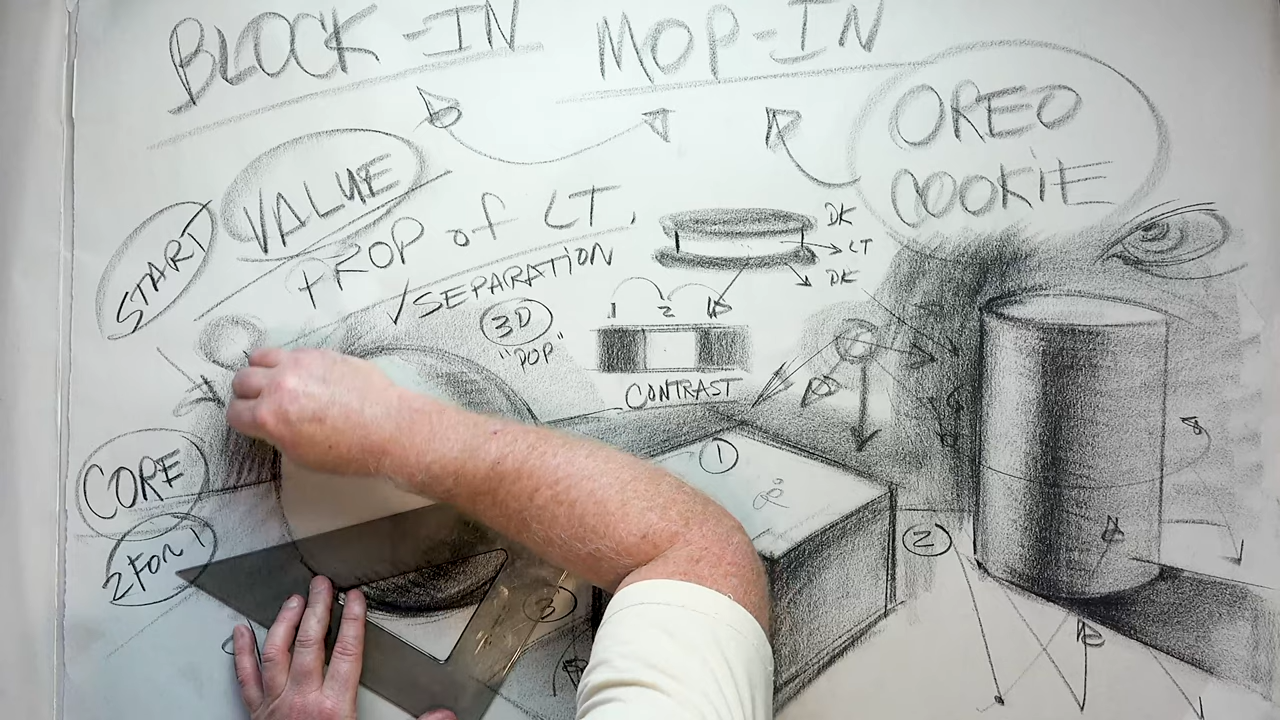 BLOCK-IN MOP-IN
OREO
COOKiE
START
VALUE
PROP of LT.
✓SEPARATiON
3D
"POP"
DK
LT
DK
1 2
CONTRAST
CORE
2 For 1
1
2
3